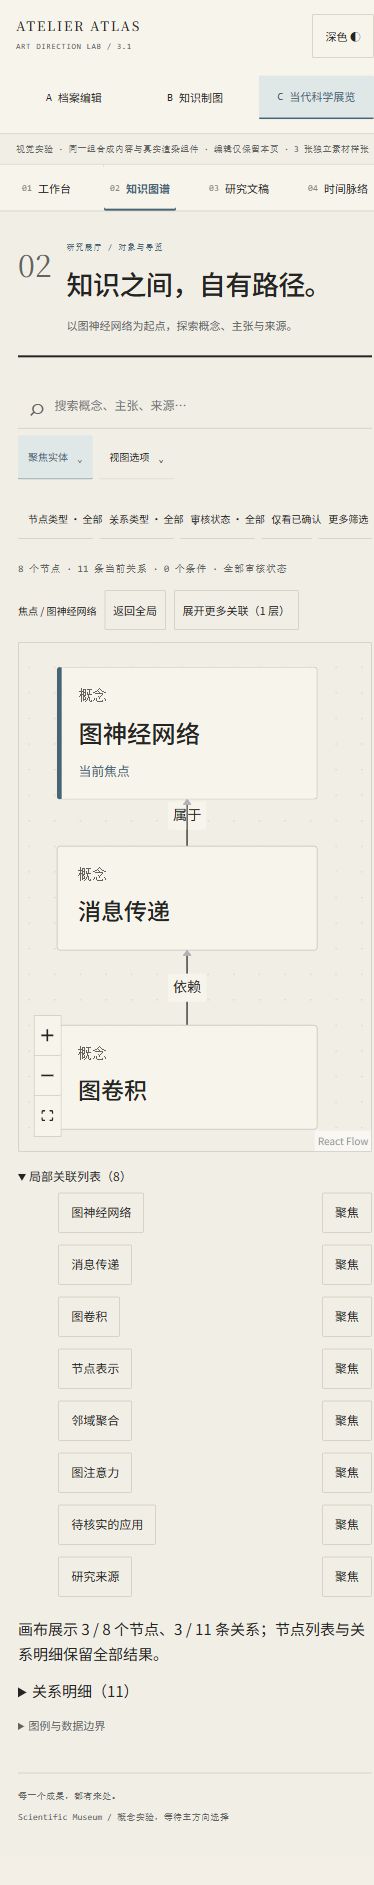 ATELIER ATLAS
ART DIRECTION LAB / 3.1
深色
A 档案编辑
B 知识制图
C 当代科学展览
视觉实验 · 同一组合成内容与真实渲染组件 · 编辑仅保留本页 · 3 张独立素材样张
01 工作台
02 知识图谱
03 研究文稿
04 时间脉络
02
研究展厅 / 对象与导览
知识之间，自有路径。
以图神经网络为起点，探索概念、主张与来源。
搜索概念、主张、来源…
聚焦实体
视图选项
节点类型 · 全部
关系类型 · 全部
审核状态 · 全部
仅看已确认
更多筛选
8 个节点 · 11 条当前关系 · 0 个条件 · 全部审核状态
焦点 / 图神经网络
返回全局
展开更多关联（1 层）
概念
图神经网络
当前焦点
属于
概念
消息传递
依赖
概念
图卷积
React Flow
局部关联列表（8）
图神经网络 聚焦
消息传递 聚焦
图卷积 聚焦
节点表示 聚焦
邻域聚合 聚焦
图注意力 聚焦
待核实的应用 聚焦
研究来源 聚焦
画布展示 3 / 8 个节点、3 / 11 条关系；节点列表与关
系明细保留全部结果。
关系明细（11）
图例与数据边界
每一个成果，都有来处。
Scientific Museum / 概念实验，等待主方向选择